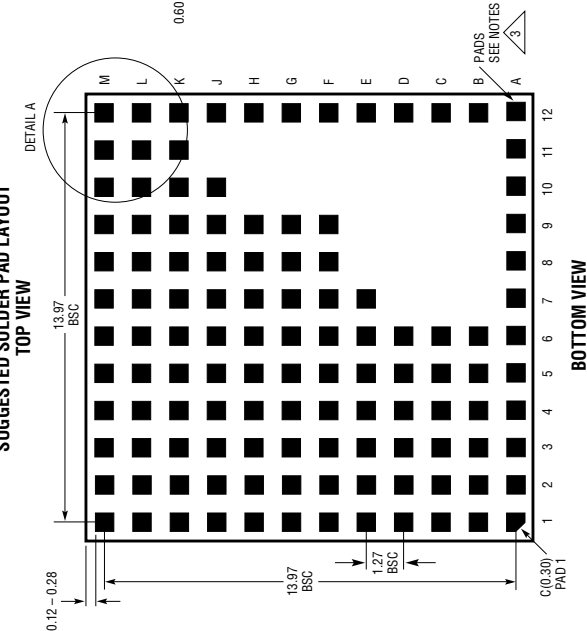 SUGGESTED SOLDER PAD LAYOUT
TOP VIEW
DETAIL A
13.97
BSC
0.12 – 0.28
0.60
M
L
K
J
H
G
F
E
D
C
B
A
PADS
SEE NOTES
3
13.97
BSC
1.27
BSC
C(0.30)
PAD 1
1
2
3
4
5
6
7
8
9
10
11
12
BOTTOM VIEW